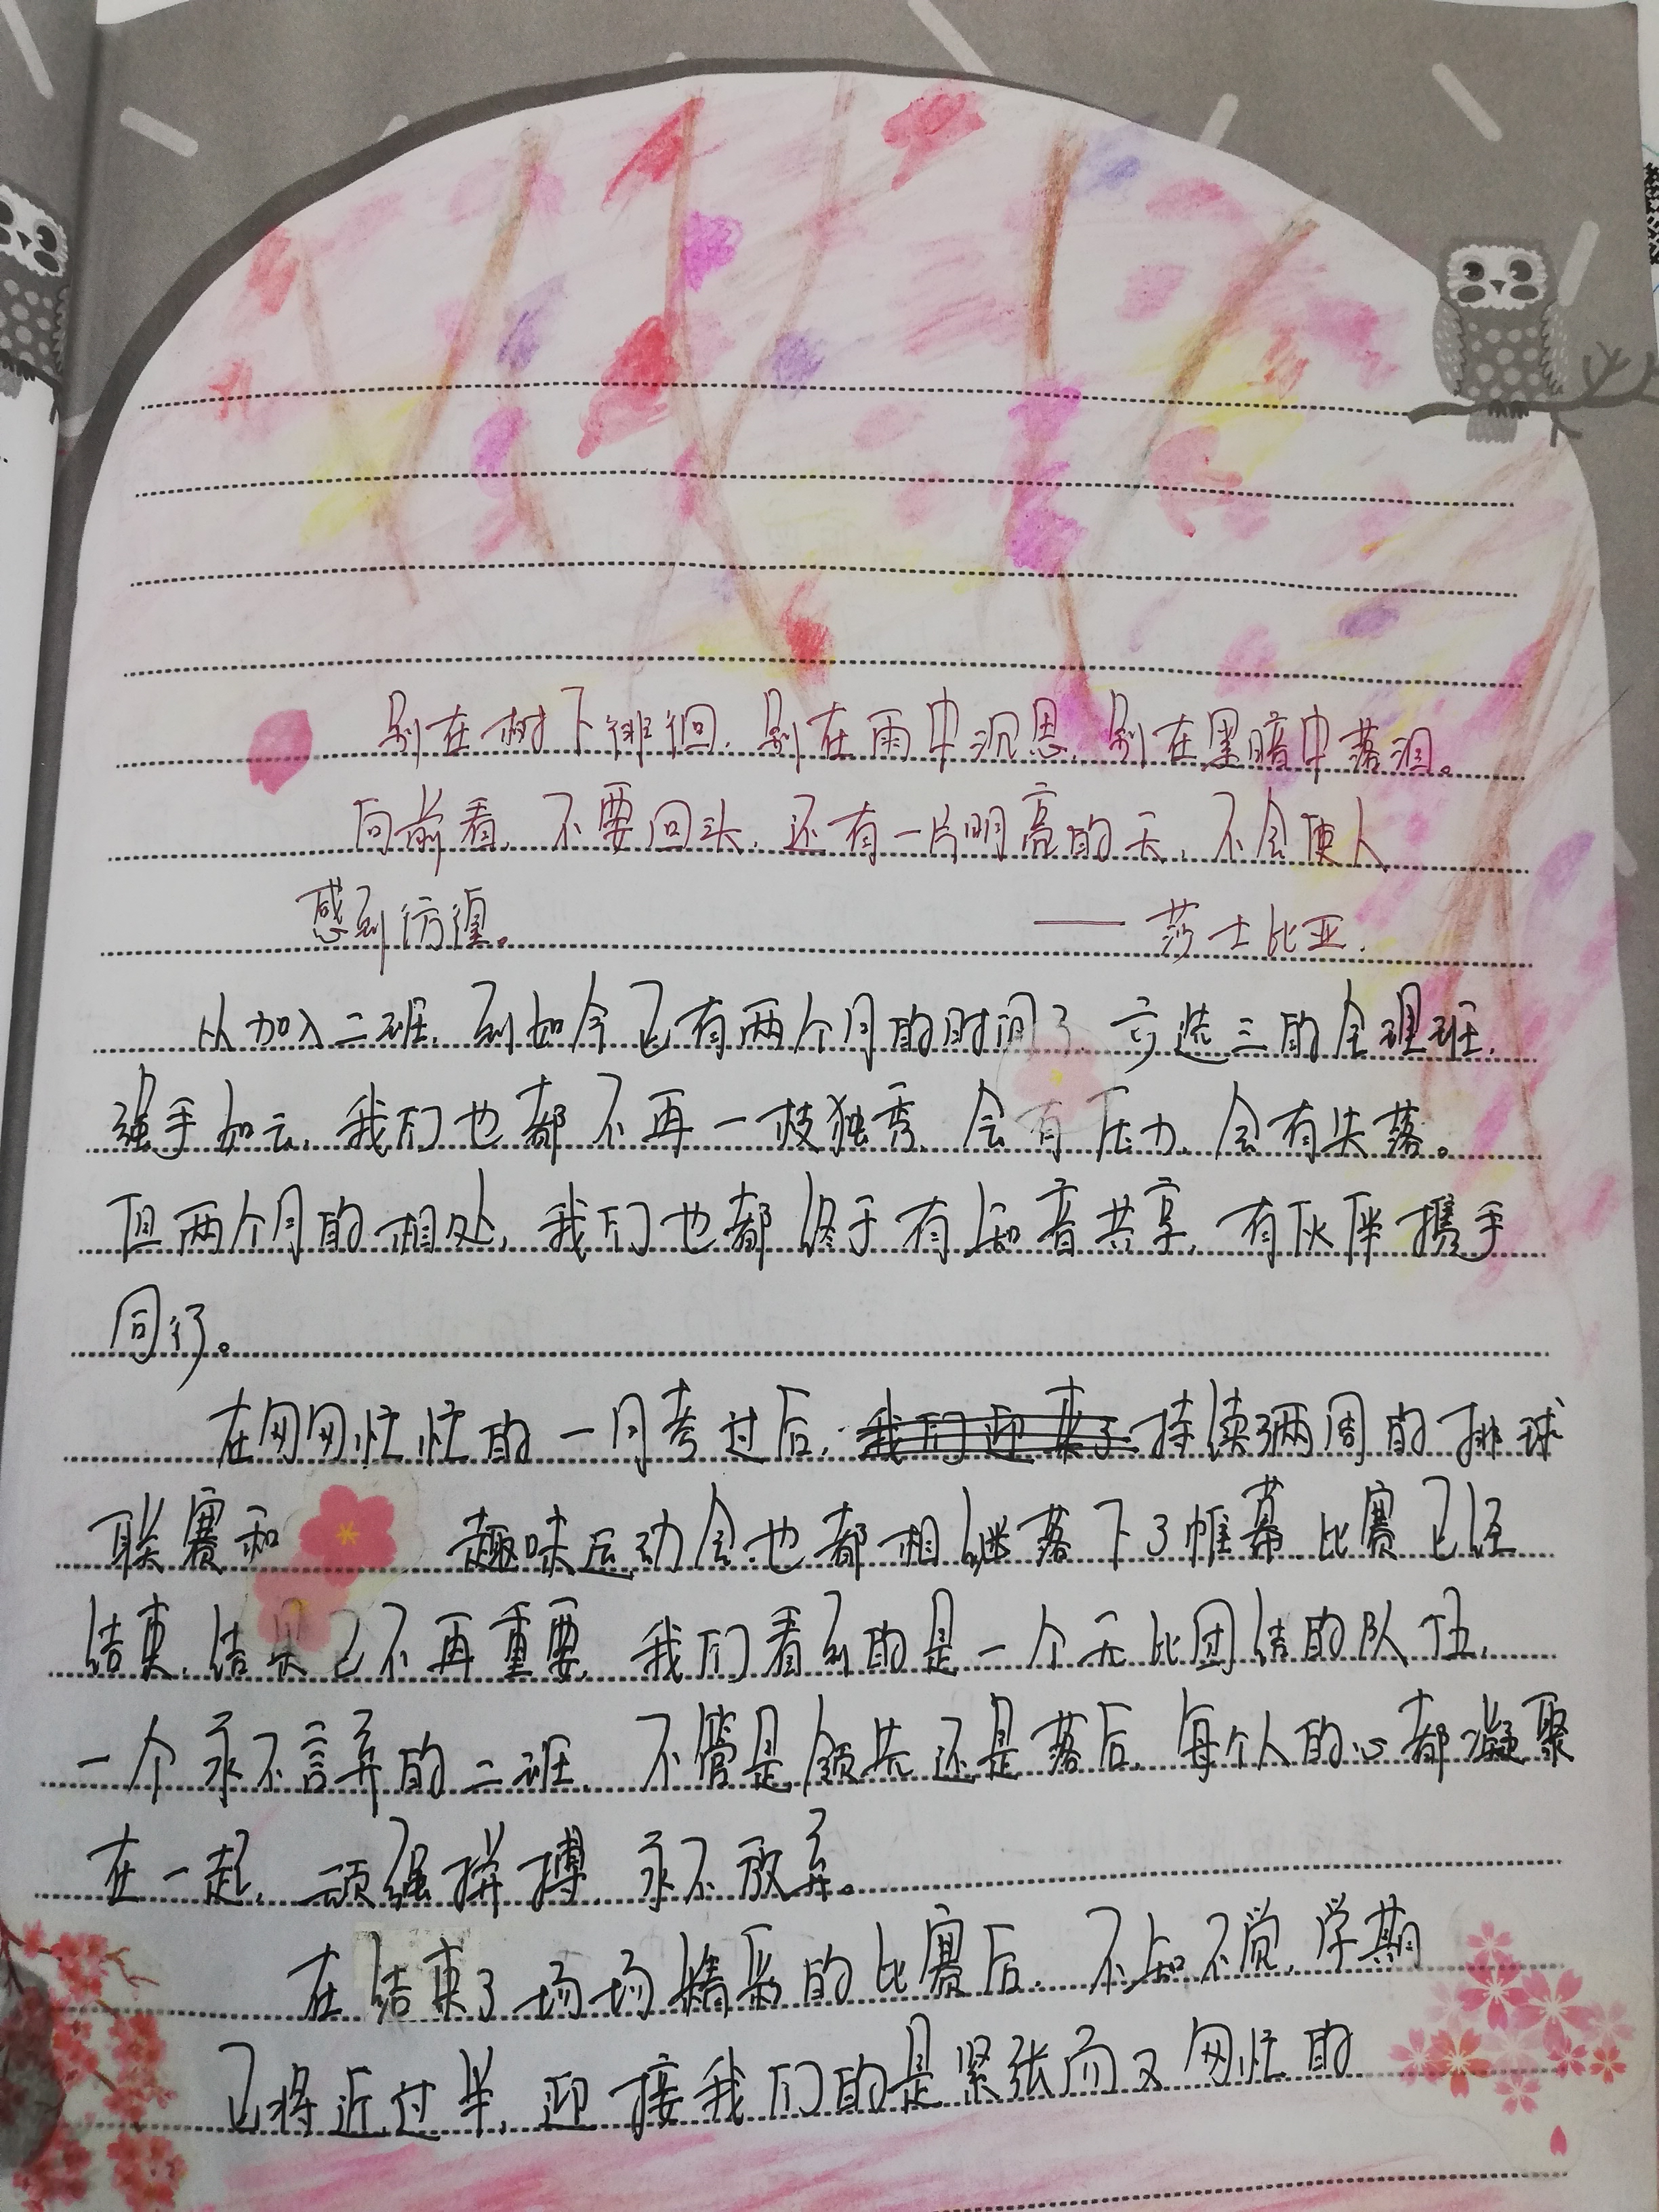 别在树下徘徊，别在雨中沉思，别在黑暗中落泪。
向前看，不要回头，还有一片明亮的天，不会使人
感到彷徨。 —— 莎士比亚.
从加入二班，到如今已有两个月的时间了，六选三的全理班，
强手如云，我们也都不再一枝独秀，会有压力，会有失落。
但两个月的相处，我们也都终于有知音共享，有伙伴携手
同行。
在匆匆忙忙的一月考过后，持续了两周的排球
联赛和 趣味运动会也都相继落下了帷幕，比赛已经
结束，结果已不再重要，我们看到的是一个无比团结的队伍，
一个永不言弃的二班，不管是领先还是落后，每个人的心都凝聚
在一起，顽强拼搏，永不放弃。
在结束了场场精彩的比赛后，不知不觉，学期
已将近过半，迎接我们的是紧张而又匆忙的